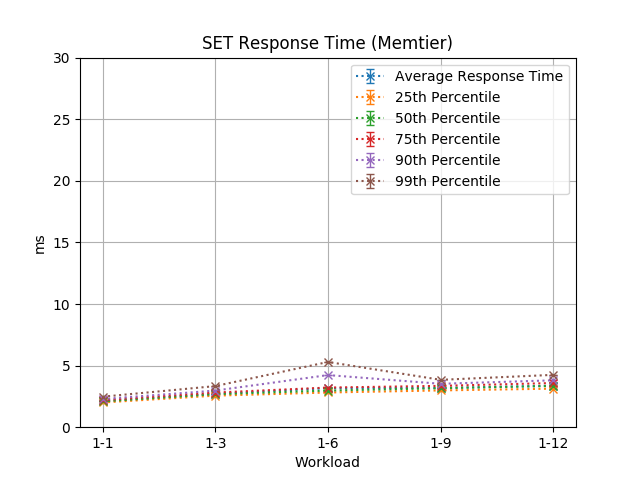 SET Response Time (Memtier)
30
25
20
15
10
5
0
ms
Average Response Time
25th Percentile
50th Percentile
75th Percentile
90th Percentile
99th Percentile
1-1
1-3
1-6
1-9
1-12
Workload